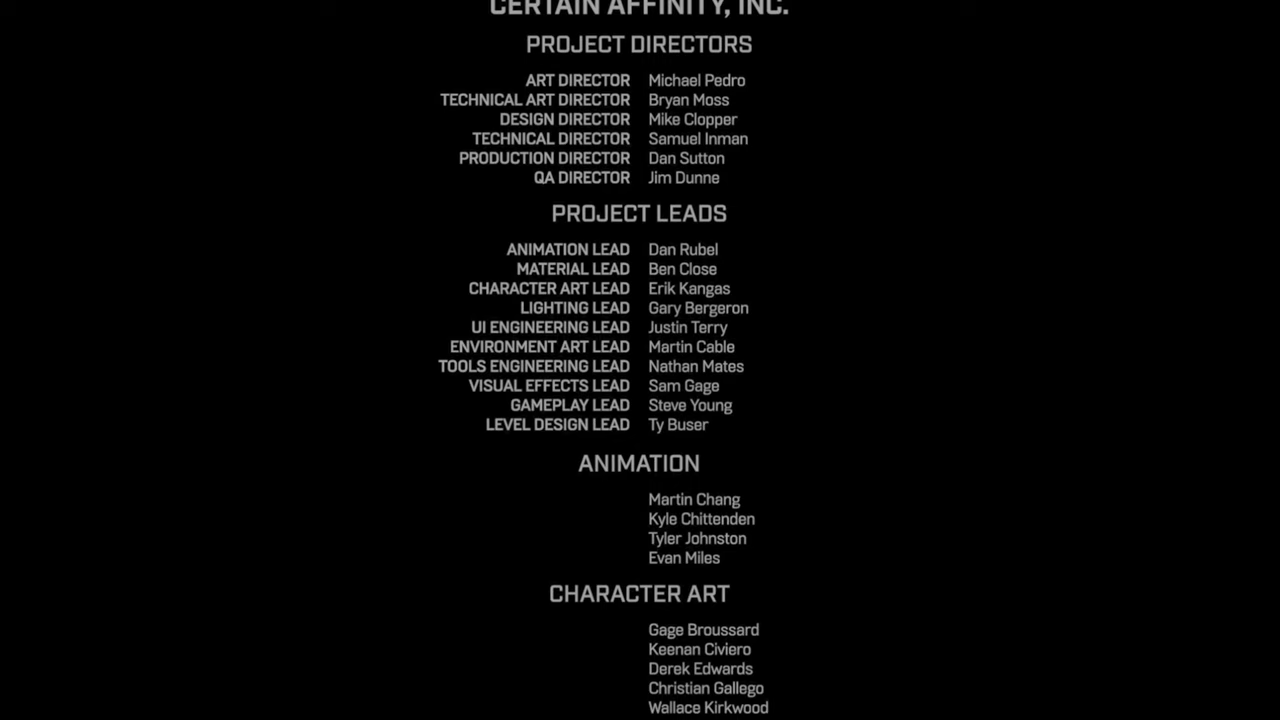 CERTAIN AFFINITY, INC.
PROJECT DIRECTORS
ART DIRECTOR Michael Pedro
TECHNICAL ART DIRECTOR Bryan Moss
DESIGN DIRECTOR Mike Clopper
TECHNICAL DIRECTOR Samuel Inman
PRODUCTION DIRECTOR Dan Sutton
QA DIRECTOR Jim Dunne
PROJECT LEADS
ANIMATION LEAD Dan Rubel
MATERIAL LEAD Ben Close
CHARACTER ART LEAD Erik Kangas
LIGHTING LEAD Gary Bergeron
UI ENGINEERING LEAD Justin Terry
ENVIRONMENT ART LEAD Martin Cable
TOOLS ENGINEERING LEAD Nathan Mates
VISUAL EFFECTS LEAD Sam Gage
GAMEPLAY LEAD Steve Young
LEVEL DESIGN LEAD Ty Buser
ANIMATION
Martin Chang
Kyle Chittenden
Tyler Johnston
Evan Miles
CHARACTER ART
Gage Broussard
Keenan Civiero
Derek Edwards
Christian Gallego
Wallace Kirkwood